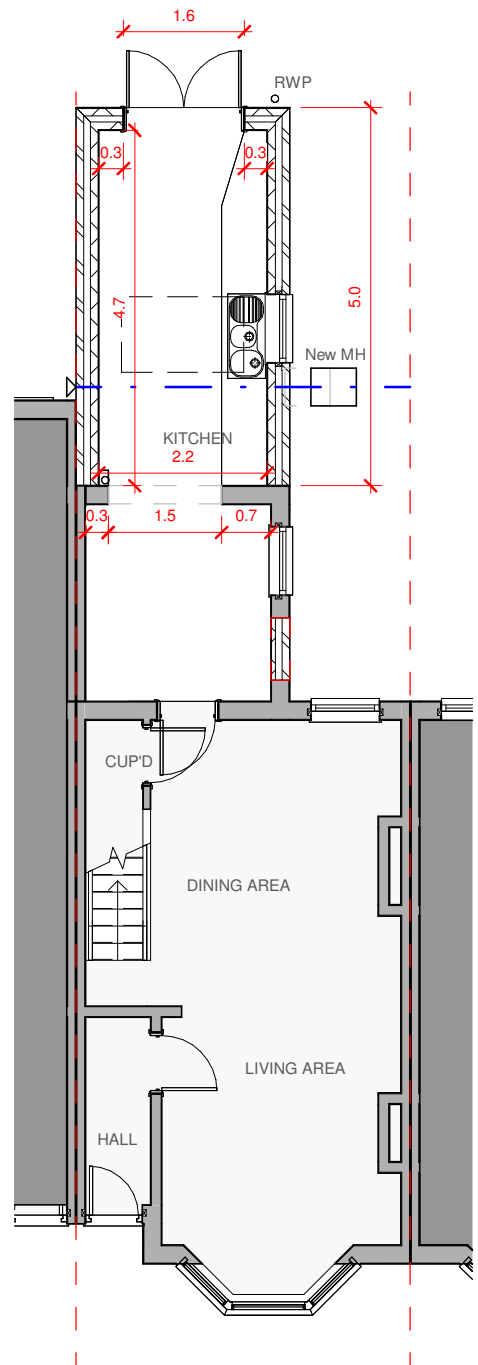 1.6
RWP
0.3
0.3
4.7
5.0
New MH
KITCHEN
2.2
0.3
1.5
0.7
CUP'D
DINING AREA
LIVING AREA
HALL